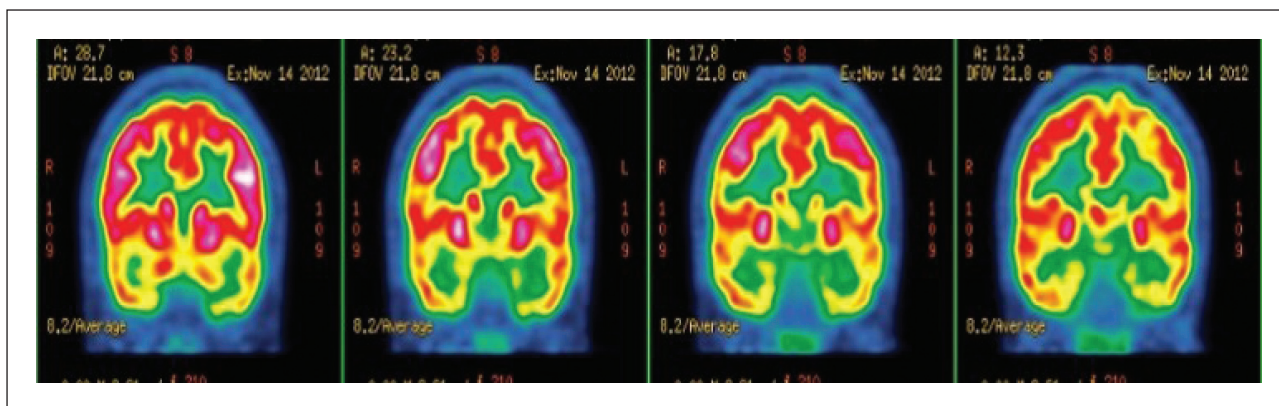 A: 28.7
S 8
DFOV 21.8 cm
Ex:Nov 14 2012
R
L
109
109
8.2/Average
A: 23.2
S 8
DFOV 21.8 cm
Ex:Nov 14 2012
R
L
109
109
8.2/Average
A: 17.8
S 8
DFOV 21.8 cm
Ex:Nov 14 2012
R
L
109
109
8.2/Average
A: 12.3
S 8
DFOV 21.8 cm
Ex:Nov 14 2012
R
L
109
109
8.2/Average